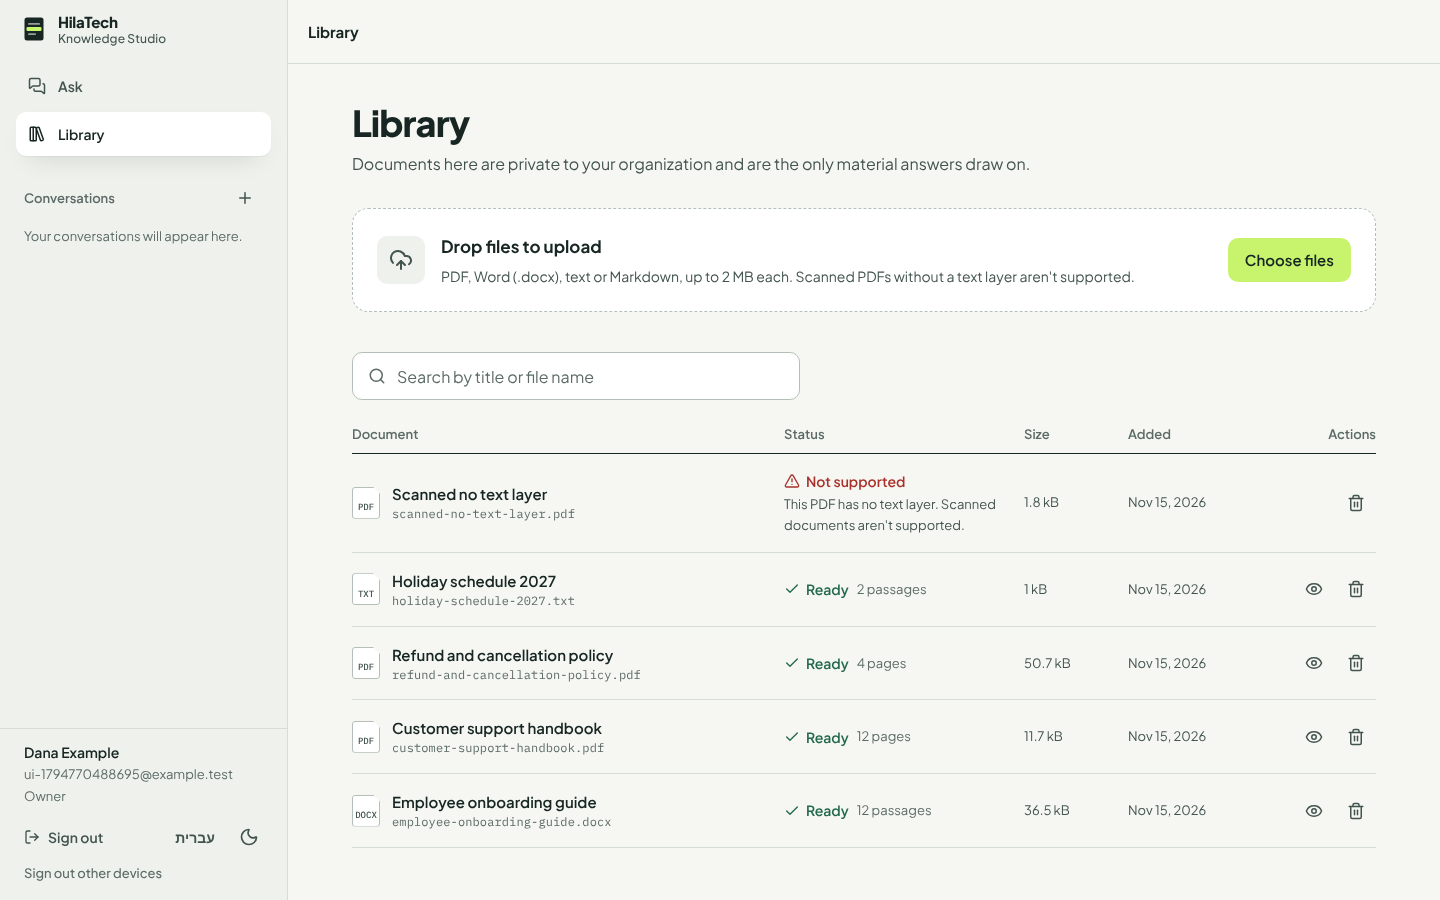 HilaTech
Knowledge Studio
Ask
Library
Conversations
Your conversations will appear here.
Dana Example
ui-1794770488695@example.test
Owner
Sign out
עברית
Sign out other devices
Library
Library
Documents here are private to your organization and are the only material answers draw on.
Drop files to upload
PDF, Word (.docx), text or Markdown, up to 2 MB each. Scanned PDFs without a text layer aren't supported.
Choose files
Search by title or file name
Document Status Size Added Actions
PDF Scanned no text layer
scanned-no-text-layer.pdf
Not supported
This PDF has no text layer. Scanned
documents aren't supported.
1.8 kB Nov 15, 2026
TXT Holiday schedule 2027
holiday-schedule-2027.txt
Ready 2 passages 1 kB Nov 15, 2026
PDF Refund and cancellation policy
refund-and-cancellation-policy.pdf
Ready 4 pages 50.7 kB Nov 15, 2026
PDF Customer support handbook
customer-support-handbook.pdf
Ready 12 pages 11.7 kB Nov 15, 2026
DOCX Employee onboarding guide
employee-onboarding-guide.docx
Ready 12 passages 36.5 kB Nov 15, 2026